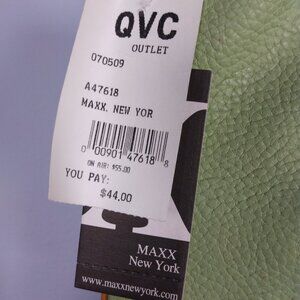 QVC
OUTLET
070509
A47618
MAXX. NEW YOR
0 00901 47618 8
ON AIR: $55.00
YOU PAY:
$44.00
MAXX
New York
www.maxxnewyork.com